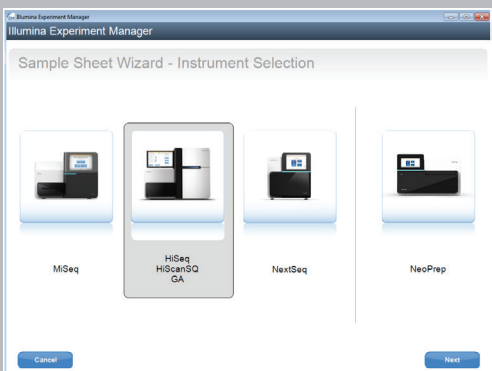 Illumina Experiment Manager
Illumina Experiment Manager
Sample Sheet Wizard - Instrument Selection
MiSeq
HiSeq
HiScanSQ
GA
NextSeq
NeoPrep
Cancel
Next